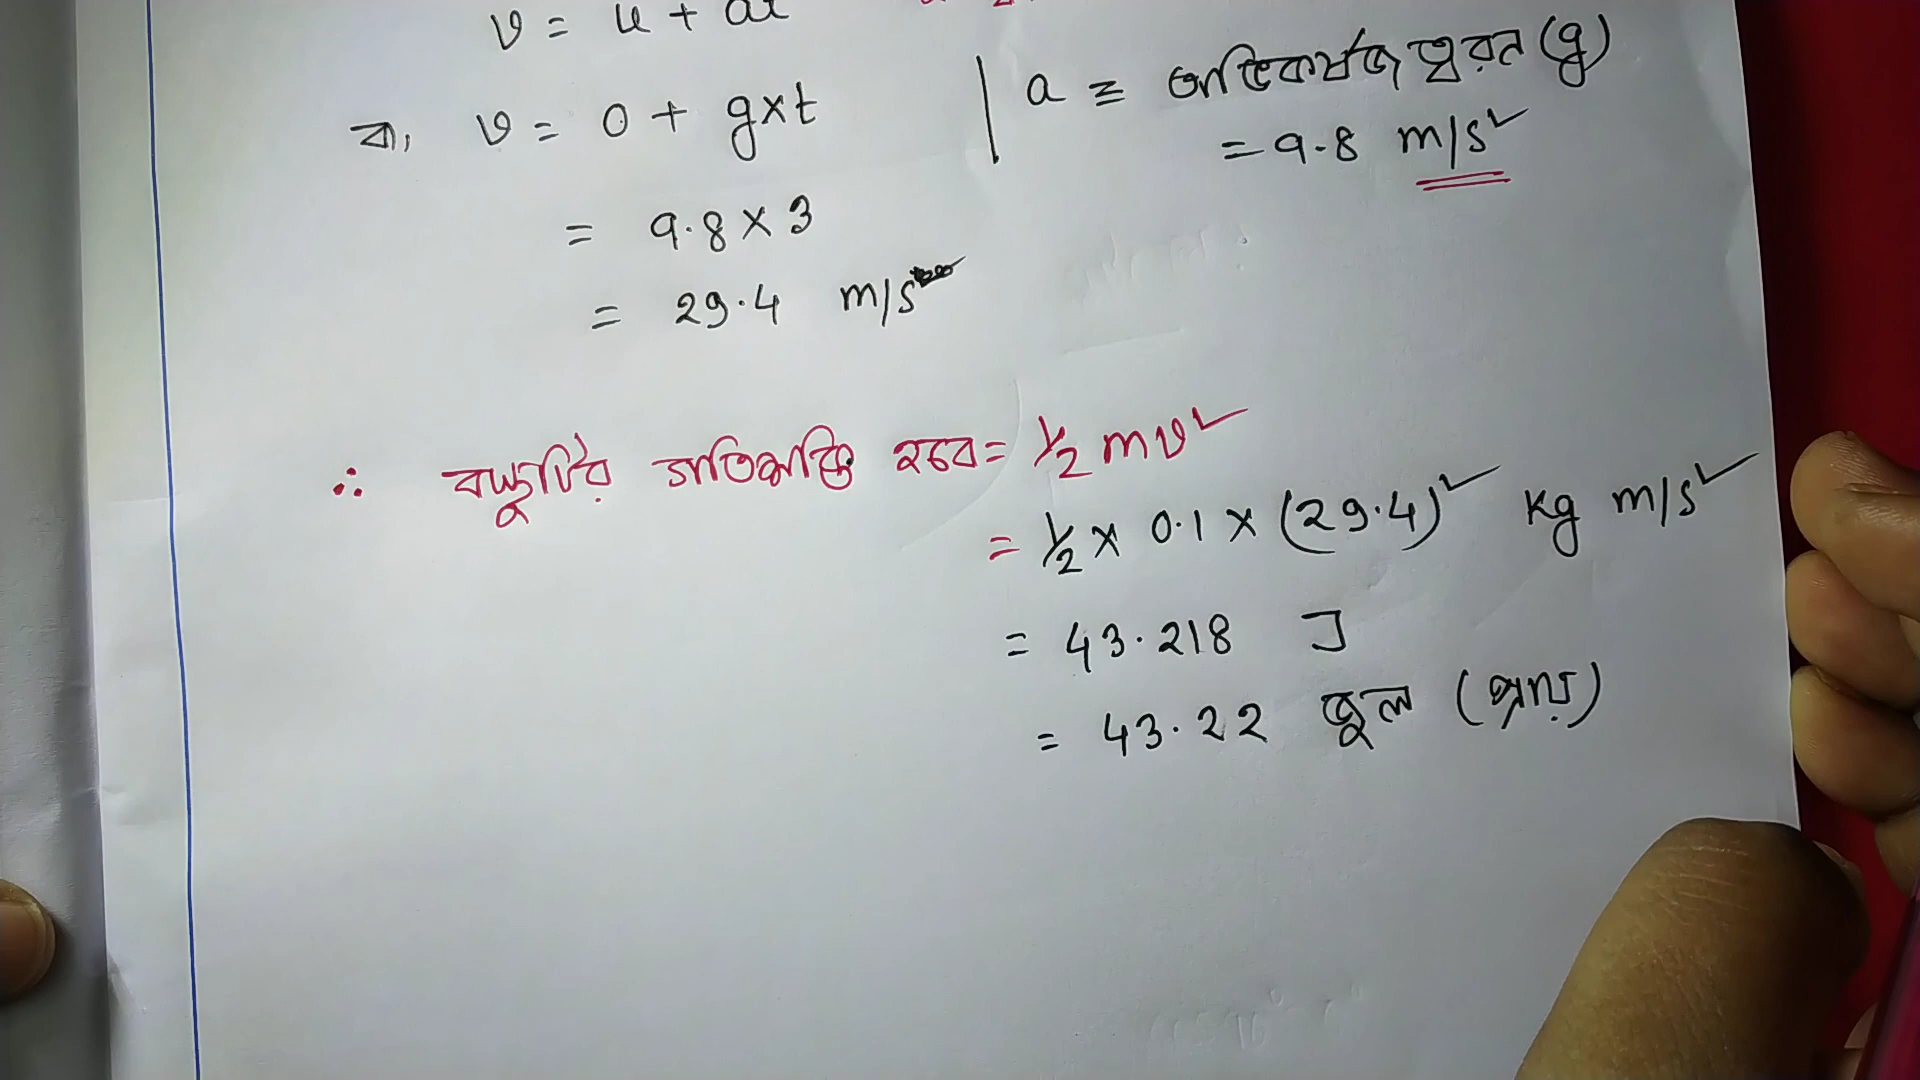 v = u + at
বা, v = 0 + g×t
a = অভিকর্ষজ ত্বরণ (g)
= 9.8 m/s²
= 9.8 × 3
= 29.4 m/s
∴ বস্তুটির গতিশক্তি হবে = ½ mv²
= ½ × 0.1 × (29.4)² kg m/s²
= 43.218 J
= 43.22 জুল (প্রায়)